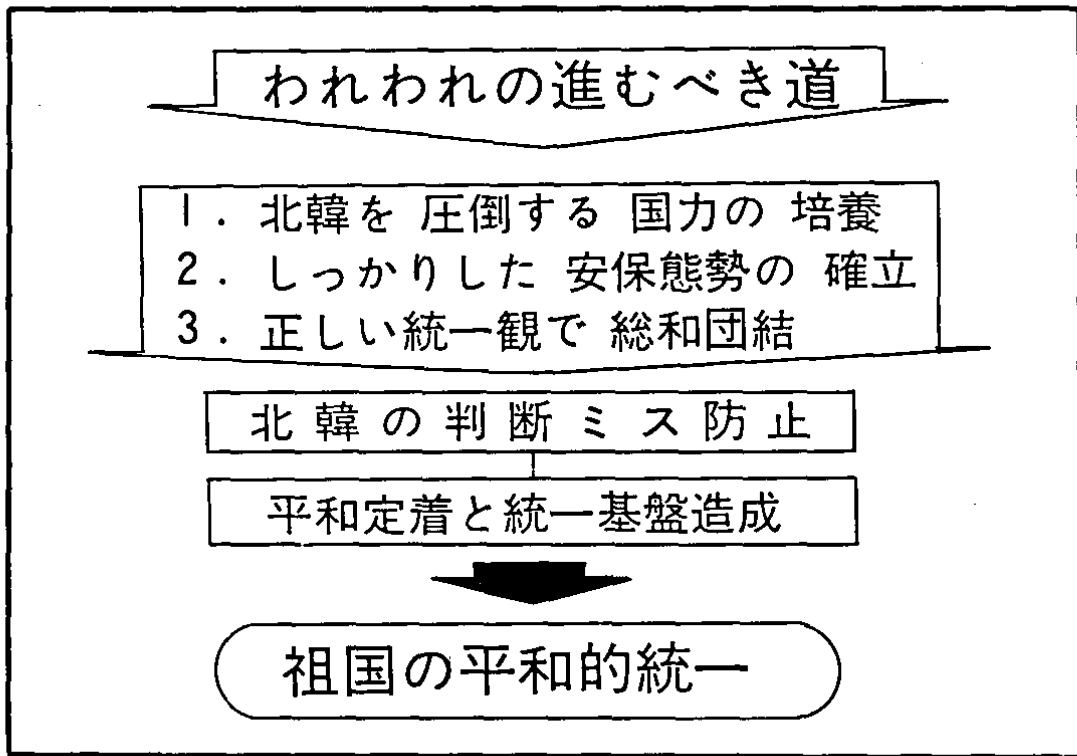 われわれの進むべき道
1. 北韓を 圧倒する 国力の 培養
2. しっかりした 安保態勢の 確立
3. 正しい統一観で 総和団結
北韓の判断ミス防止
平和定着と統一基盤造成
祖国の平和的統一